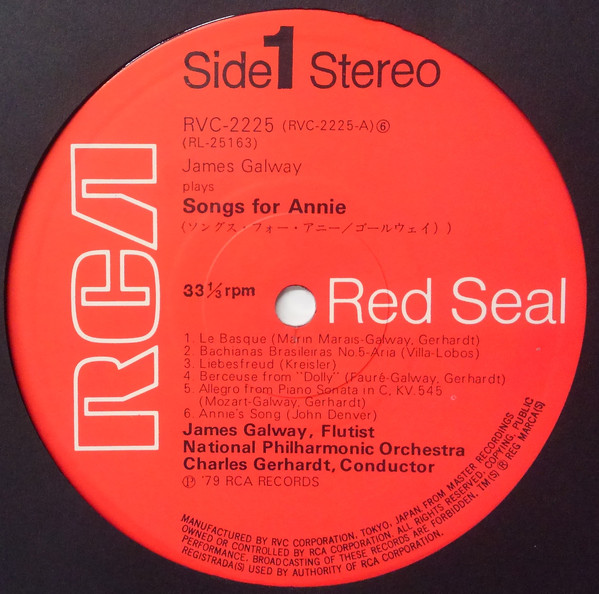 Side 1 Stereo
RVC-2225 (RVC-2225-A)⑥
(RL-25163)
James Galway
plays
Songs for Annie
(ソングス・フォー・アニー/ゴールウェイ))
33⅓ rpm
RCA
Red Seal
1. Le Basque (Marin Marais-Galway, Gerhardt)
2. Bachianas Brasileiras No.5-Aria (Villa-Lobos)
3. Liebesfreud (Kreisler)
4. Berceuse from "Dolly" (Fauré-Galway, Gerhardt)
5. Allegro from Piano Sonata in C, KV. 545
(Mozart-Galway, Gerhardt)
6. Annie's Song (John Denver)
James Galway, Flutist
National Philharmonic Orchestra
Charles Gerhardt, Conductor
Ⓟ '79 RCA RECORDS
MANUFACTURED BY RVC CORPORATION, TOKYO, JAPAN, FROM MASTER RECORDINGS
OWNED OR CONTROLLED BY RCA CORPORATION. ALL RIGHTS RESERVED. COPYING, PUBLIC
PERFORMANCE, BROADCASTING OF THESE RECORDS ARE FORBIDDEN. TM(S) ® REG MARCA(S)
REGISTRADA(S) USED BY AUTHORITY OF RCA CORPORATION.